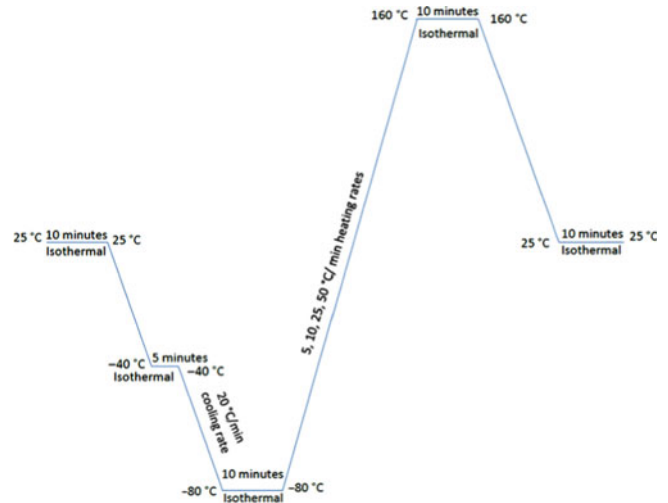 160 °C
10 minutes
160 °C
Isothermal
5, 10, 25, 50 °C/ min heating rates
25 °C
10 minutes
25 °C
Isothermal
10 minutes
25 °C
25 °C
Isothermal
−40 °C
5 minutes
−40 °C
Isothermal
20 °C/min
cooling rate
10 minutes
−80 °C
−80 °C
Isothermal